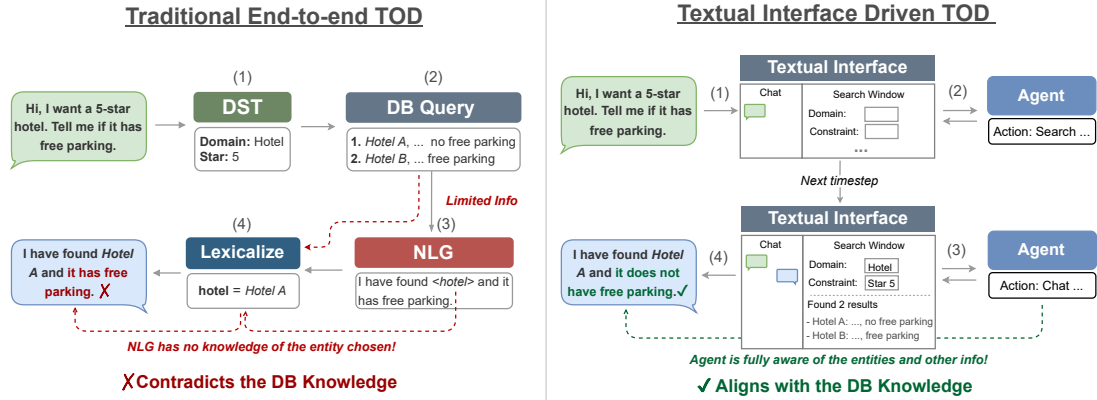 Traditional End-to-end TOD
(1)
(2)
Hi, I want a 5-star
hotel. Tell me if it has
free parking.
DST
Domain: Hotel
Star: 5
DB Query
1. Hotel A, ... no free parking
2. Hotel B, ... free parking
Limited Info
(4)
(3)
I have found Hotel
A and it has free
parking. ✗
Lexicalize
hotel = Hotel A
NLG
I have found <hotel> and it
has free parking.
NLG has no knowledge of the entity chosen!
✗Contradicts the DB Knowledge
Textual Interface Driven TOD
Hi, I want a 5-star
hotel. Tell me if it has
free parking.
(1)
Textual Interface
Chat
Search Window
Domain:
Constraint:
...
(2)
Agent
Action: Search ...
Next timestep
I have found Hotel
A and it does not
have free parking.✓
(4)
Textual Interface
Chat
Search Window
Domain: Hotel
Constraint: Star 5
Found 2 results
- Hotel A: ..., no free parking
- Hotel B: ..., free parking
(3)
Agent
Action: Chat ...
Agent is fully aware of the entities and other info!
✓ Aligns with the DB Knowledge